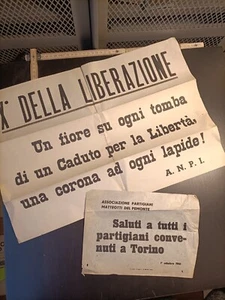 X° DELLA LIBERAZIONE
Un fiore su ogni tomba
di un Caduto per la Libertà,
una corona ad ogni lapide!
A. N. P. I.
ASSOCIAZIONE PARTIGIANI
MATTEOTTI DEL PIEMONTE
Saluti a tutti i
partigiani conve-
nuti a Torino